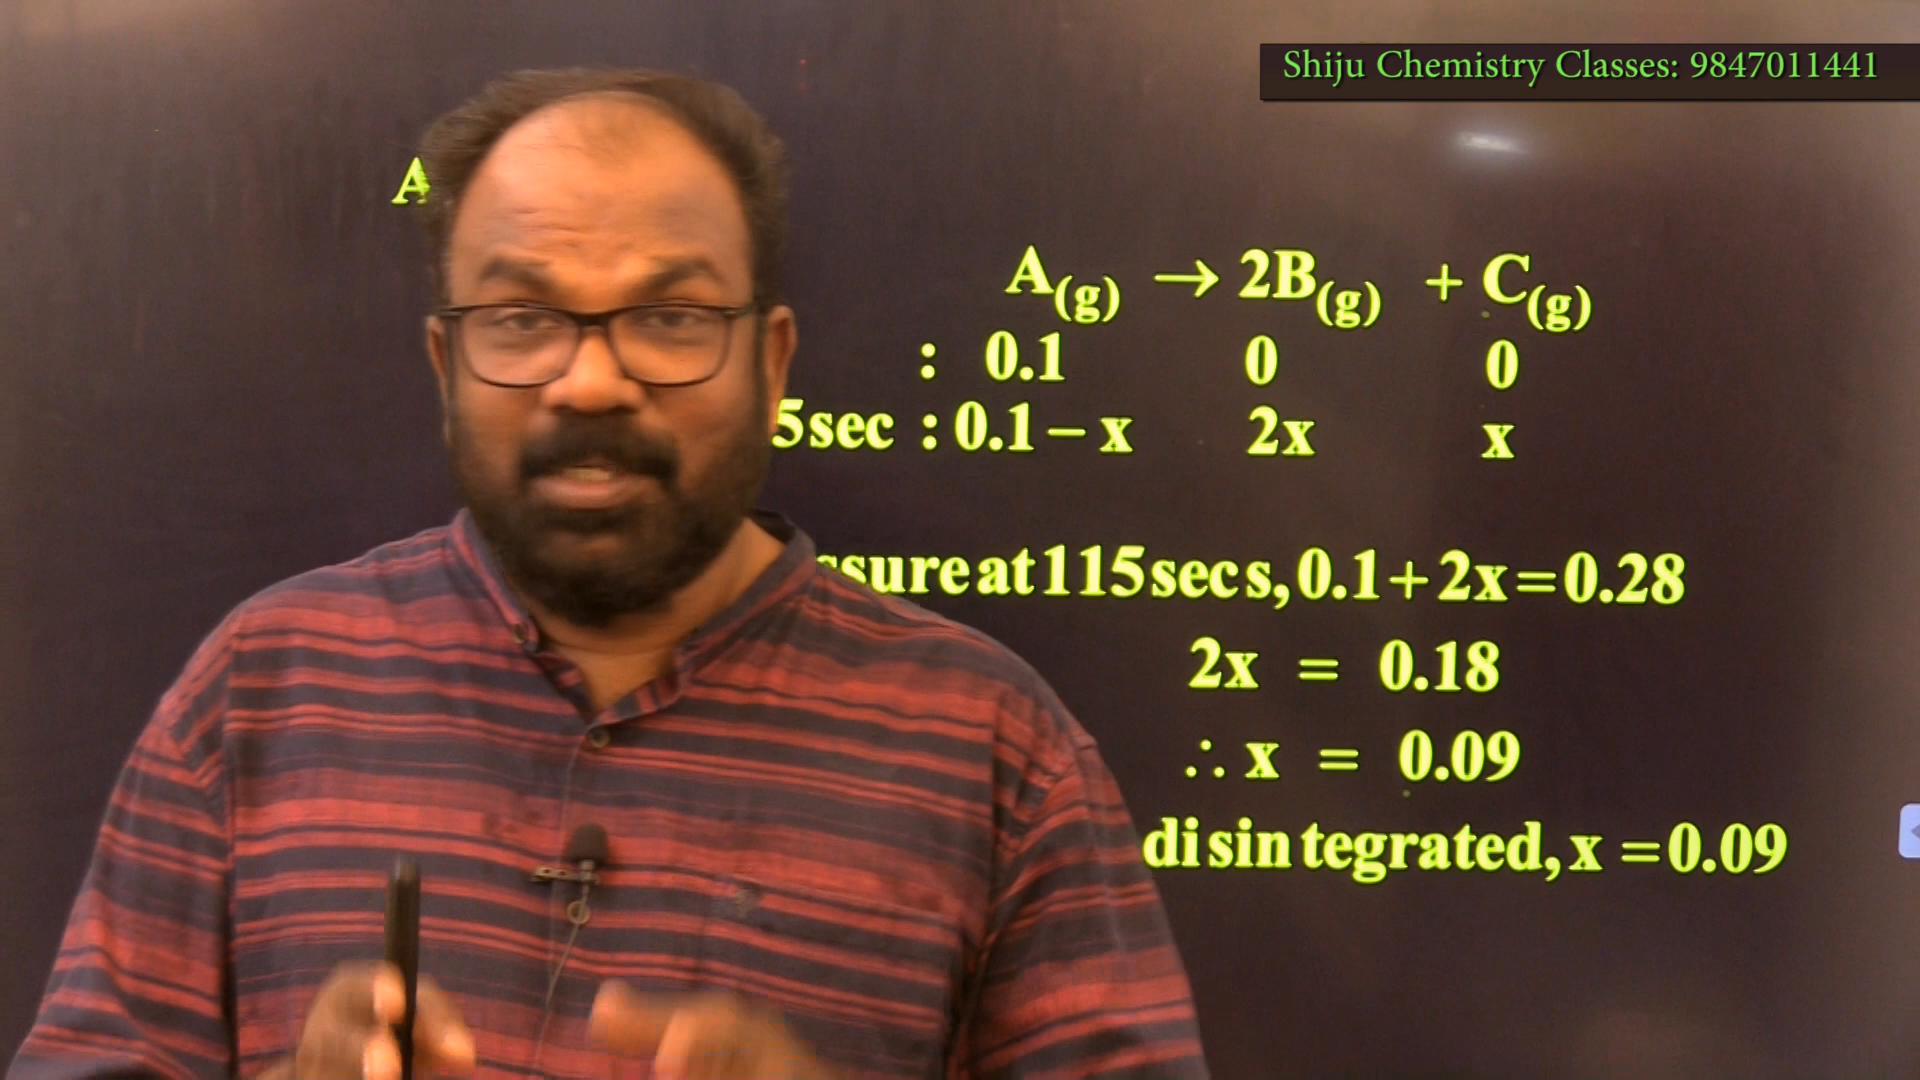 Shiju Chemistry Classes: 9847011441
A
A(g) → 2B(g) + C(g)
: 0.1 0 0
5sec : 0.1 − x 2x x
ssure at 115 secs, 0.1 + 2x = 0.28
2x = 0.18
∴ x = 0.09
disintegrated, x = 0.09